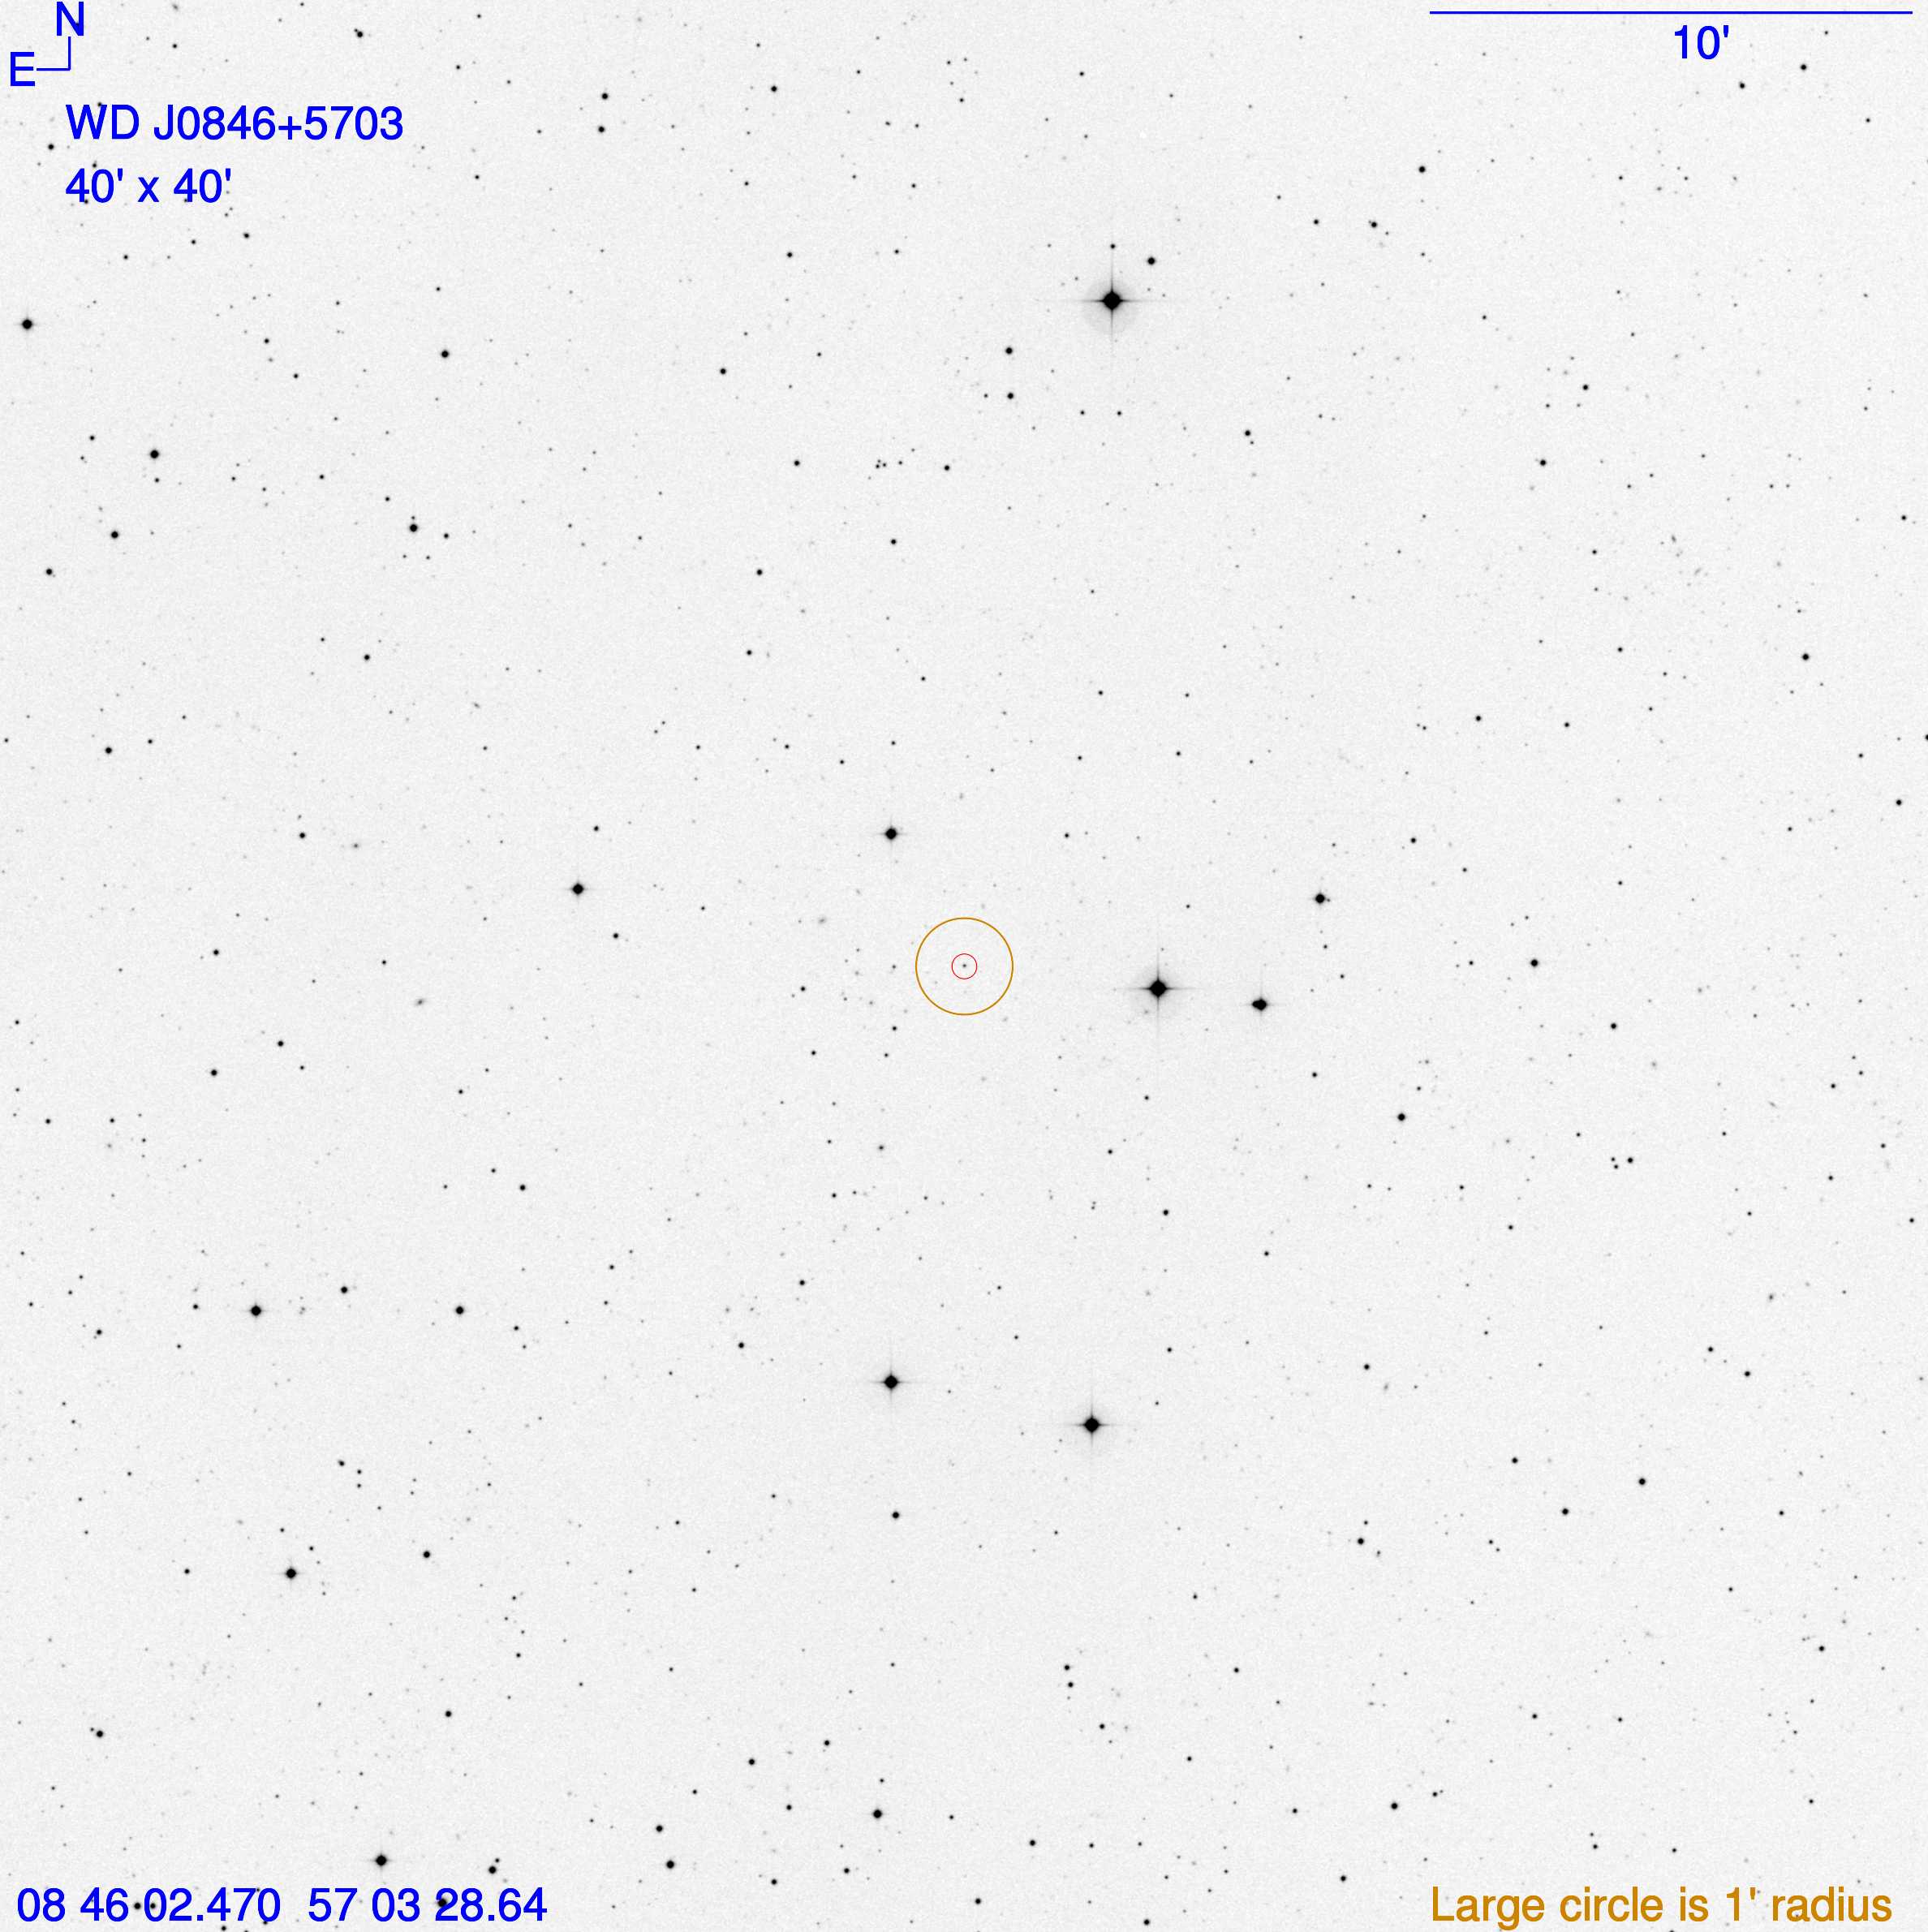 N
E
10'
WD J0846+5703
40' x 40'
08 46 02.470 57 03 28.64
Large circle is 1' radius